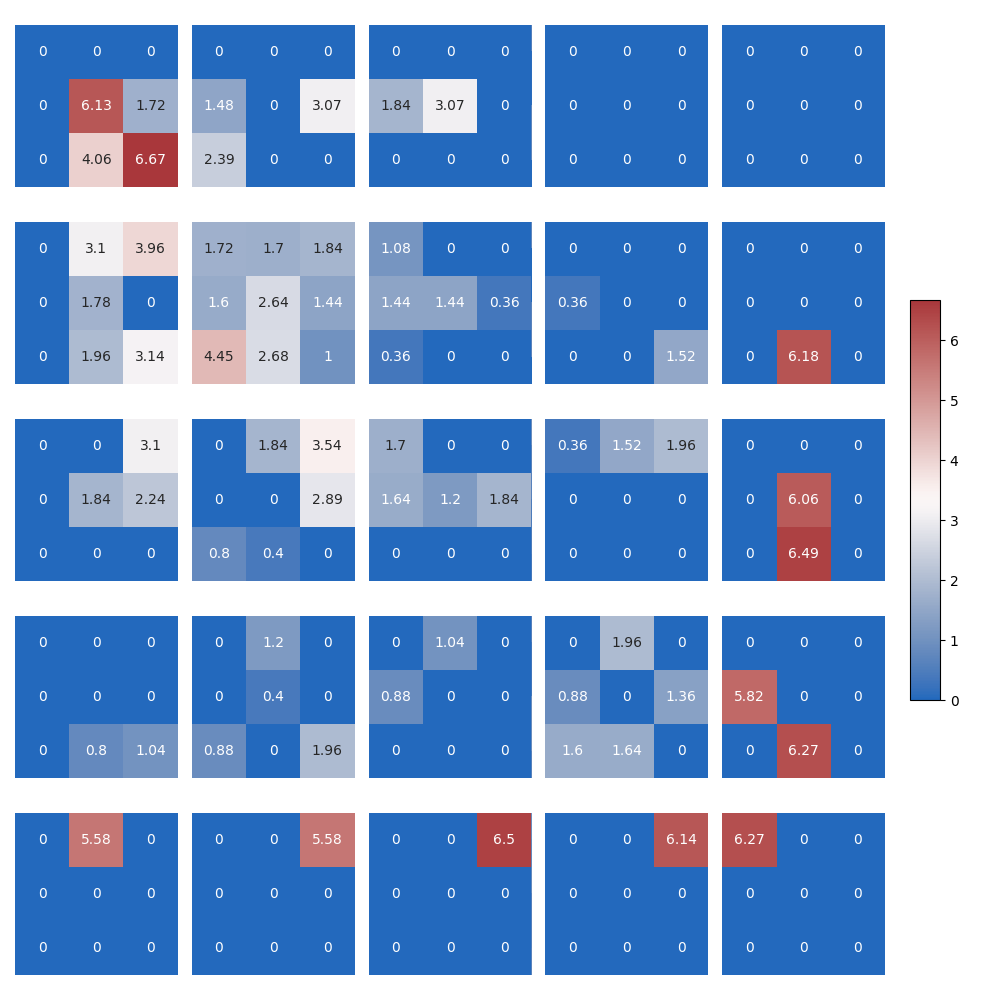 0 0 0 0 0 0 0 0 0 0 0 0 0 0 0
0 6.13 1.72 1.48 0 3.07 1.84 3.07 0 0 0 0 0 0 0
0 4.06 6.67 2.39 0 0 0 0 0 0 0 0 0 0 0
0 3.1 3.96 1.72 1.7 1.84 1.08 0 0 0 0 0 0 0 0
0 1.78 0 1.6 2.64 1.44 1.44 1.44 0.36 0.36 0 0 0 0 0
0 1.96 3.14 4.45 2.68 1 0.36 0 0 0 0 1.52 0 6.18 0
0 0 3.1 0 1.84 3.54 1.7 0 0 0.36 1.52 1.96 0 0 0
0 1.84 2.24 0 0 2.89 1.64 1.2 1.84 0 0 0 0 6.06 0
0 0 0 0.8 0.4 0 0 0 0 0 0 0 0 6.49 0
0 0 0 0 1.2 0 0 1.04 0 0 1.96 0 0 0 0
0 0 0 0 0.4 0 0.88 0 0 0.88 0 1.36 5.82 0 0
0 0.8 1.04 0.88 0 1.96 0 0 0 1.6 1.64 0 0 6.27 0
0 5.58 0 0 0 5.58 0 0 6.5 0 0 6.14 6.27 0 0
0 0 0 0 0 0 0 0 0 0 0 0 0 0 0
0 0 0 0 0 0 0 0 0 0 0 0 0 0 0
6
5
4
3
2
1
0